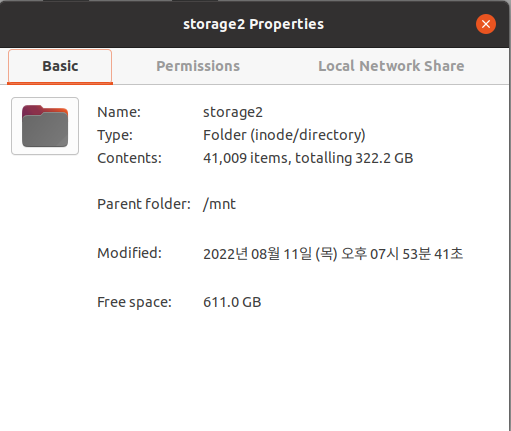 storage2 Properties
Basic Permissions Local Network Share
Name: storage2
Type: Folder (inode/directory)
Contents: 41,009 items, totalling 322.2 GB
Parent folder: /mnt
Modified: 2022년 08월 11일 (목) 오후 07시 53분 41초
Free space: 611.0 GB